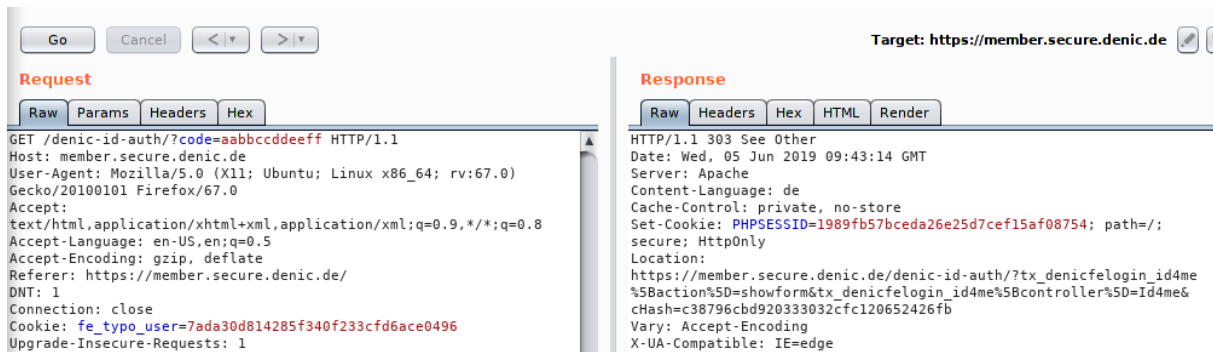 Go Cancel < > Target: https://member.secure.denic.de
Request
Raw Params Headers Hex
GET /denic-id-auth/?code=aabbccddeeff HTTP/1.1
Host: member.secure.denic.de
User-Agent: Mozilla/5.0 (X11; Ubuntu; Linux x86_64; rv:67.0)
Gecko/20100101 Firefox/67.0
Accept:
text/html,application/xhtml+xml,application/xml;q=0.9,*/*;q=0.8
Accept-Language: en-US,en;q=0.5
Accept-Encoding: gzip, deflate
Referer: https://member.secure.denic.de/
DNT: 1
Connection: close
Cookie: fe_typo_user=7ada30d814285f340f233cfd6ace0496
Upgrade-Insecure-Requests: 1
Response
Raw Headers Hex HTML Render
HTTP/1.1 303 See Other
Date: Wed, 05 Jun 2019 09:43:14 GMT
Server: Apache
Content-Language: de
Cache-Control: private, no-store
Set-Cookie: PHPSESSID=1989fb57bceda26e25d7cef15af08754; path=/;
secure; HttpOnly
Location:
https://member.secure.denic.de/denic-id-auth/?tx_denicfelogin_id4me
%5Baction%5D=showform&tx_denicfelogin_id4me%5Bcontroller%5D=Id4me&
cHash=c38796cbd920333032cfc120652426fb
Vary: Accept-Encoding
X-UA-Compatible: IE=edge